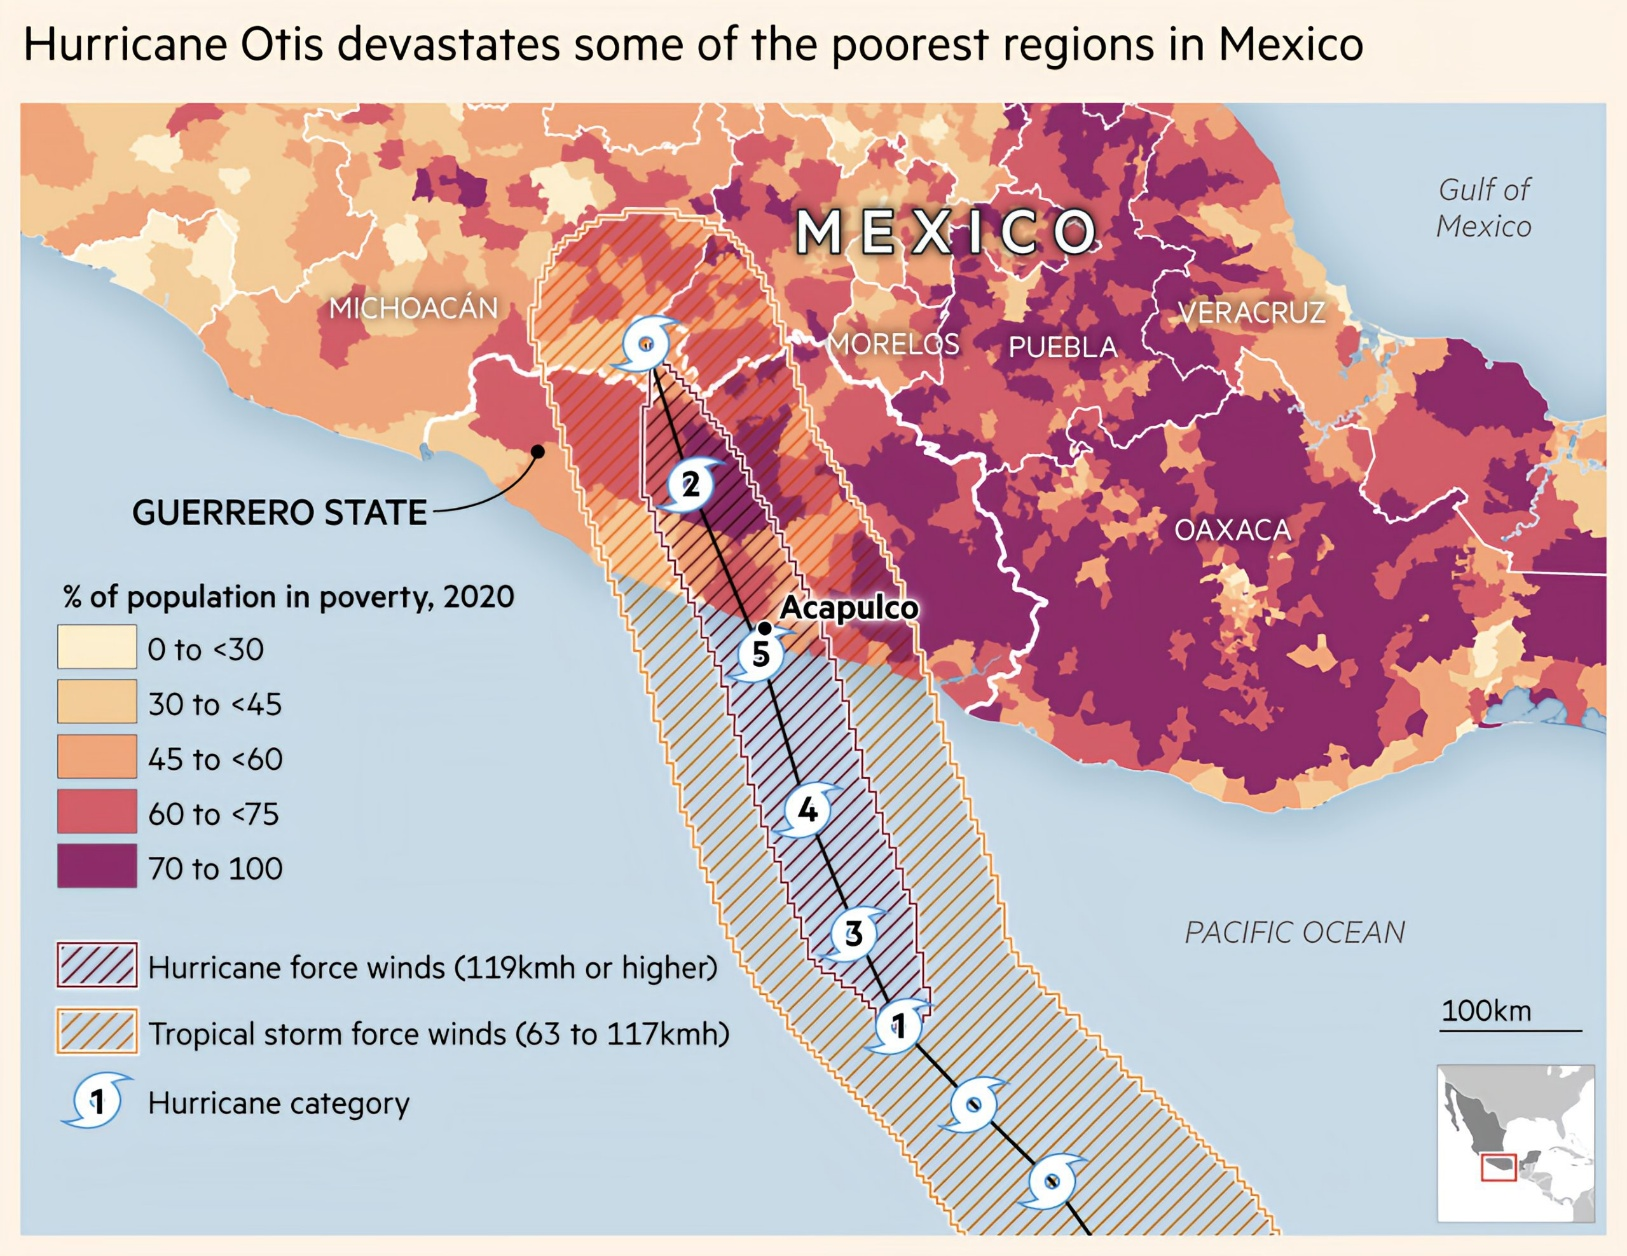 Hurricane Otis devastates some of the poorest regions in Mexico
Gulf of
Mexico
MEXICO
MICHOACÁN
VERACRUZ
MORELOS
PUEBLA
2
GUERRERO STATE
OAXACA
% of population in poverty, 2020
Acapulco
0 to <30
5
30 to <45
45 to <60
60 to <75
4
70 to 100
3
PACIFIC OCEAN
Hurricane force winds (119kmh or higher)
100km
1
Tropical storm force winds (63 to 117kmh)
1
Hurricane category